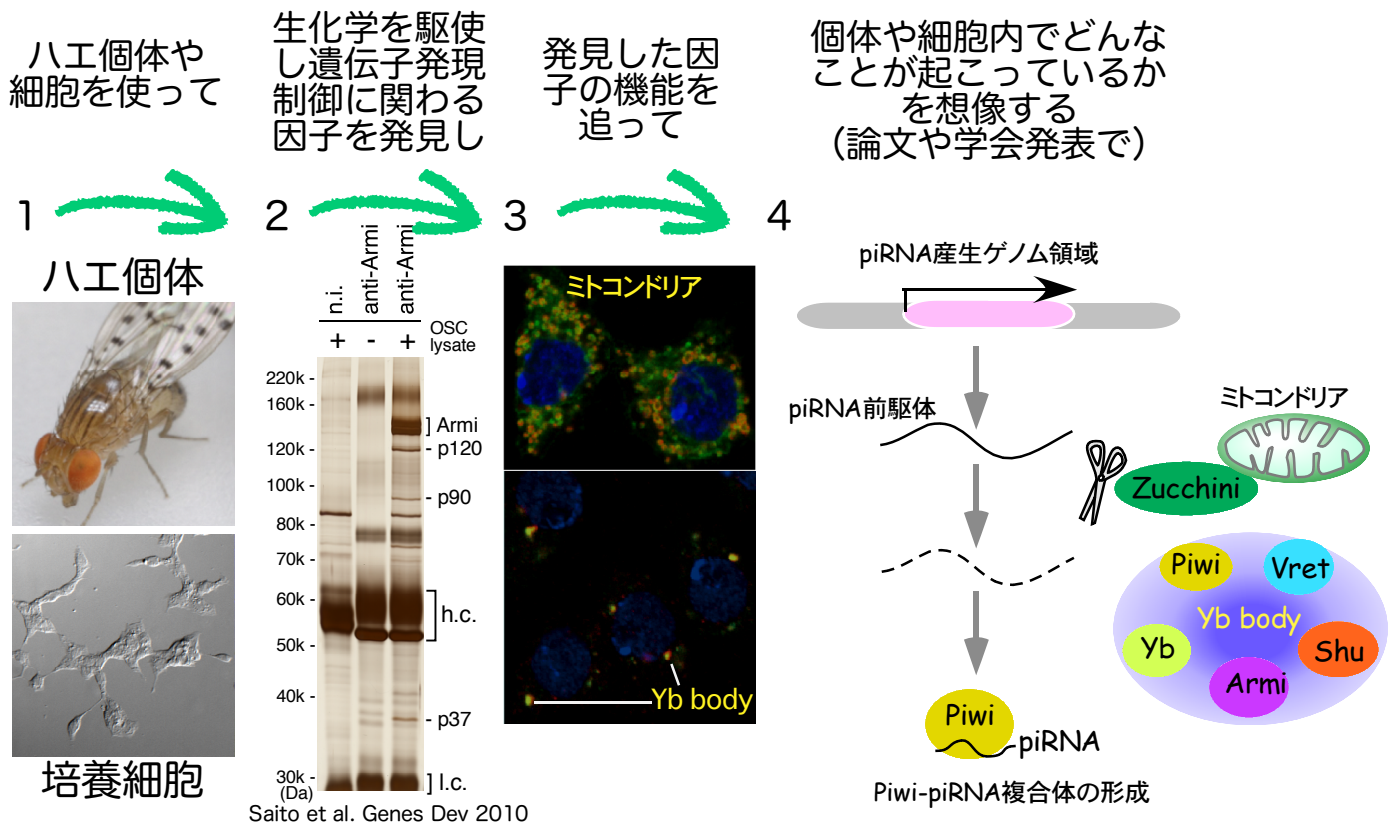 ハエ個体や
細胞を使って
生化学を駆使
し遺伝子発現
制御に関わる
因子を発見し
発見した因
子の機能を
追って
個体や細胞内でどんな
ことが起こっているか
を想像する
（論文や学会発表で）
1
2
3
4
ハエ個体
培養細胞
n.i.
anti-Armi
anti-Armi
+
-
+
OSC
lysate
220k -
160k -
120k -
100k -
80k -
70k -
60k -
50k -
40k -
30k -
(Da)
] Armi
- p120
- p90
h.c.
- p37
] l.c.
Saito et al. Genes Dev 2010
ミトコンドリア
Yb body
piRNA産生ゲノム領域
piRNA前駆体
ミトコンドリア
Zucchini
Piwi
Vret
Yb body
Yb
Shu
Armi
Piwi
piRNA
Piwi-piRNA複合体の形成